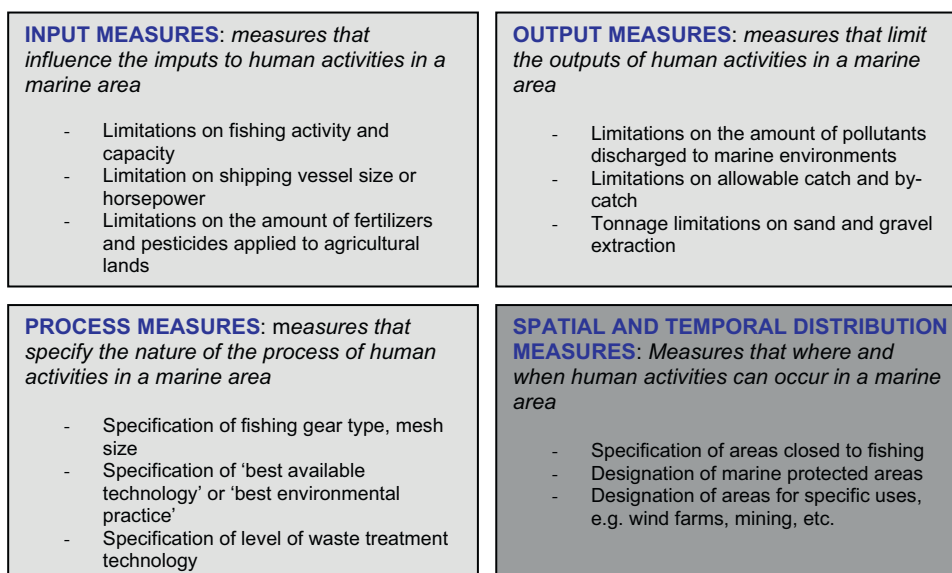 INPUT MEASURES: measures that
influence the imputs to human activities in a
marine area
- Limitations on fishing activity and
capacity
- Limitation on shipping vessel size or
horsepower
- Limitations on the amount of fertilizers
and pesticides applied to agricultural
lands
OUTPUT MEASURES: measures that limit
the outputs of human activities in a marine
area
- Limitations on the amount of pollutants
discharged to marine environments
- Limitations on allowable catch and by-
catch
- Tonnage limitations on sand and gravel
extraction
PROCESS MEASURES: measures that
specify the nature of the process of human
activities in a marine area
- Specification of fishing gear type, mesh
size
- Specification of ‘best available
technology’ or ‘best environmental
practice’
- Specification of level of waste treatment
technology
SPATIAL AND TEMPORAL DISTRIBUTION
MEASURES: Measures that where and
when human activities can occur in a marine
area
- Specification of areas closed to fishing
- Designation of marine protected areas
- Designation of areas for specific uses,
e.g. wind farms, mining, etc.